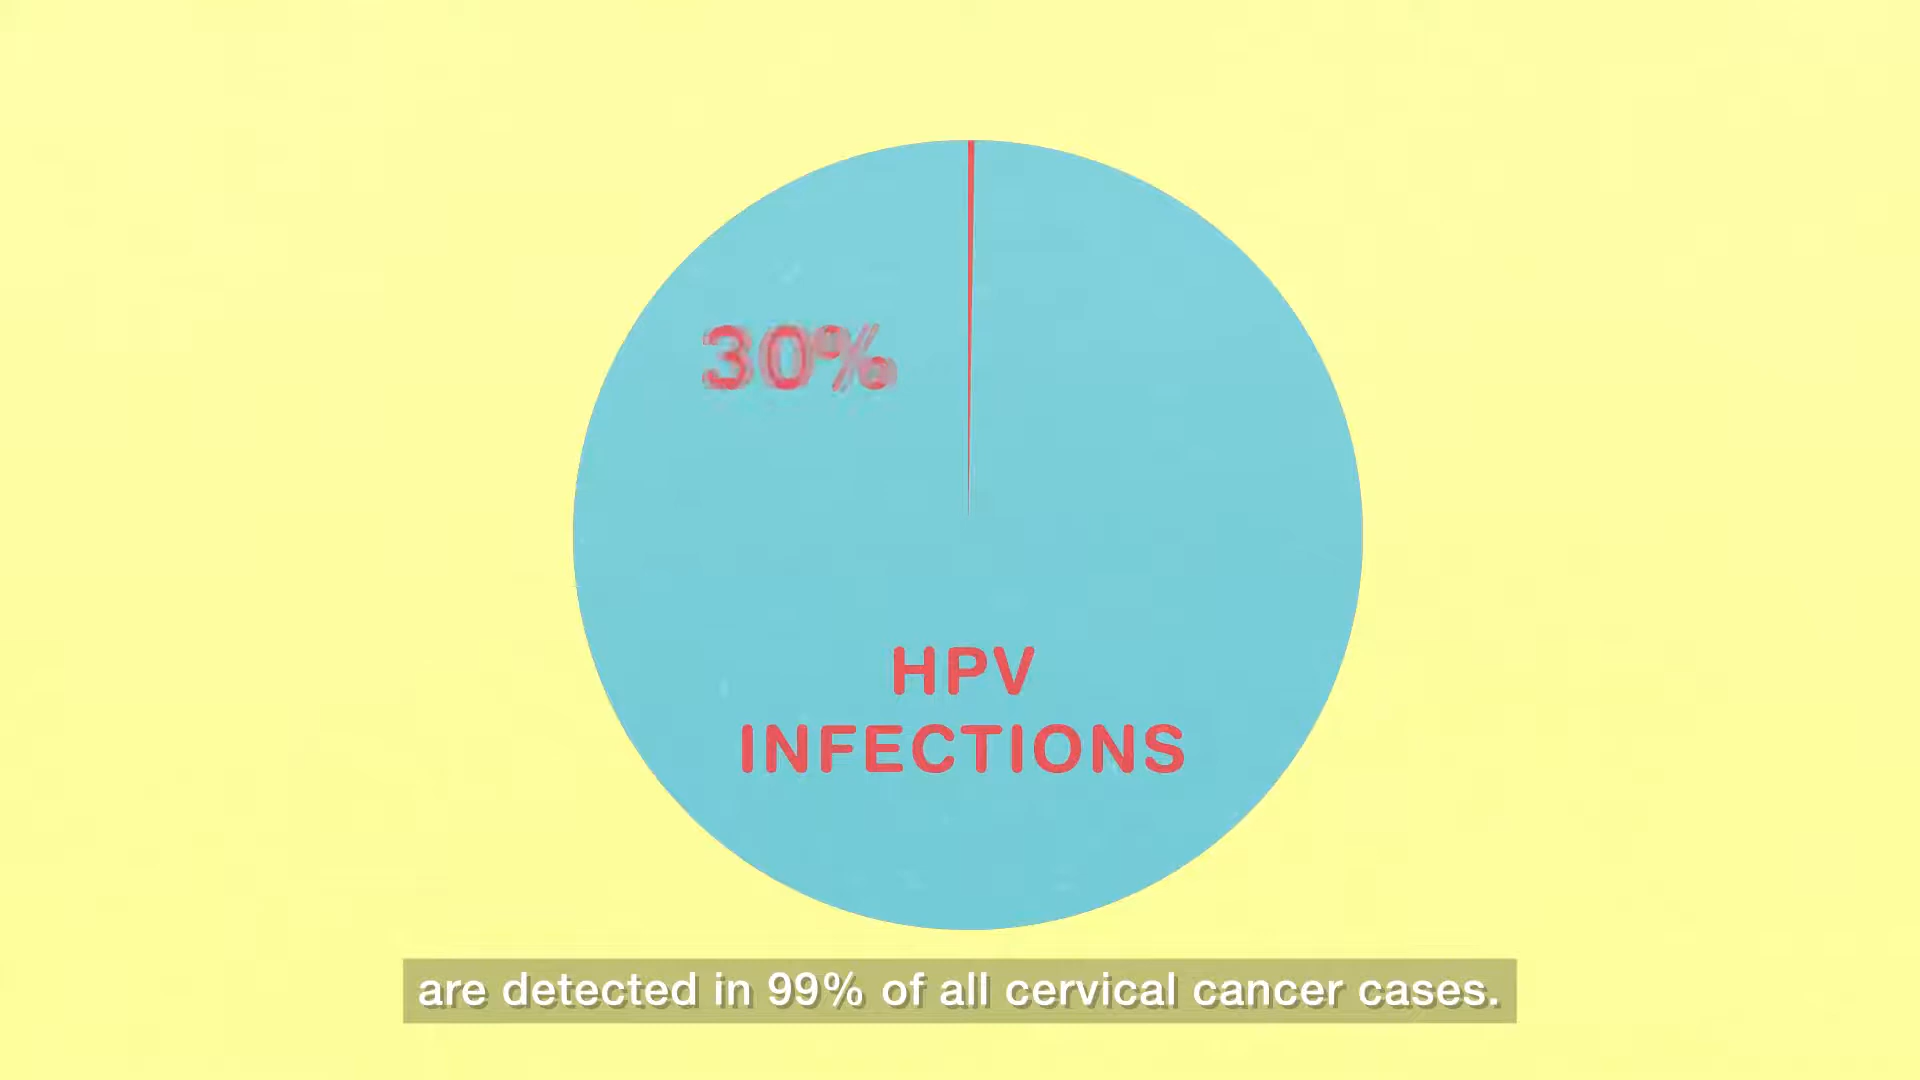 30%
HPV
INFECTIONS
are detected in 99% of all cervical cancer cases.